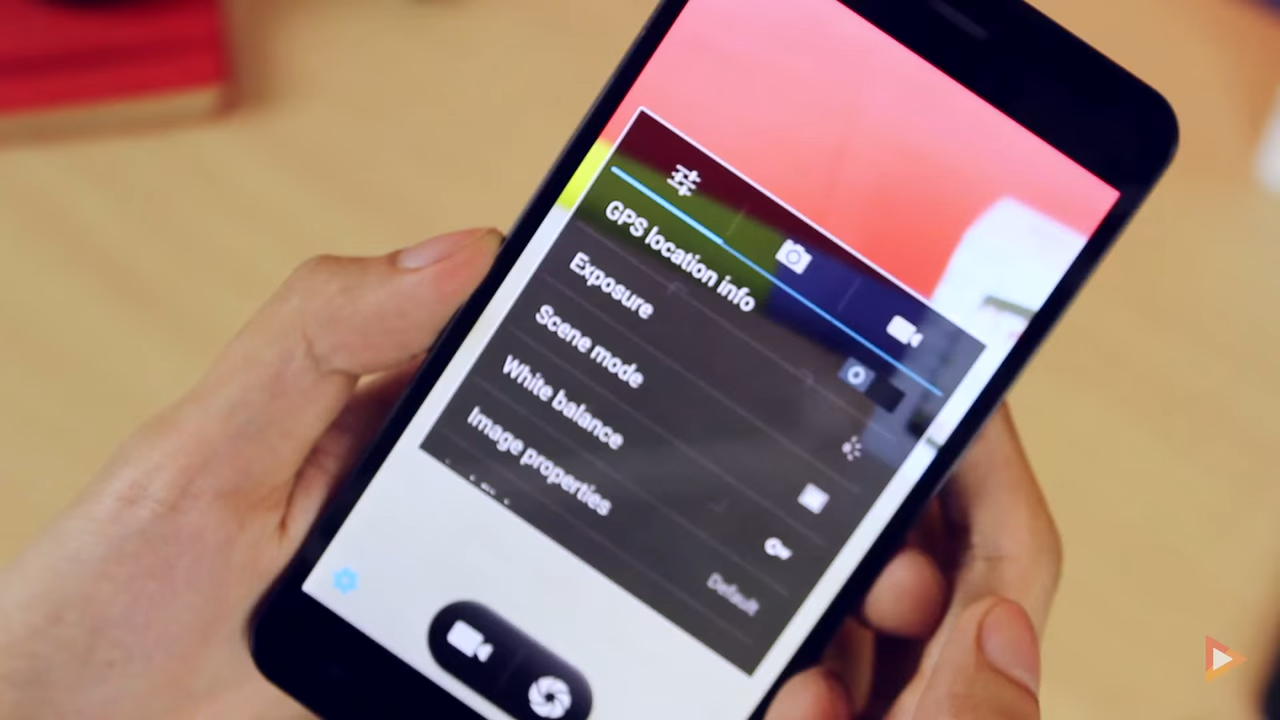 GPS location info
Exposure
Scene mode
White balance
Image properties
Default